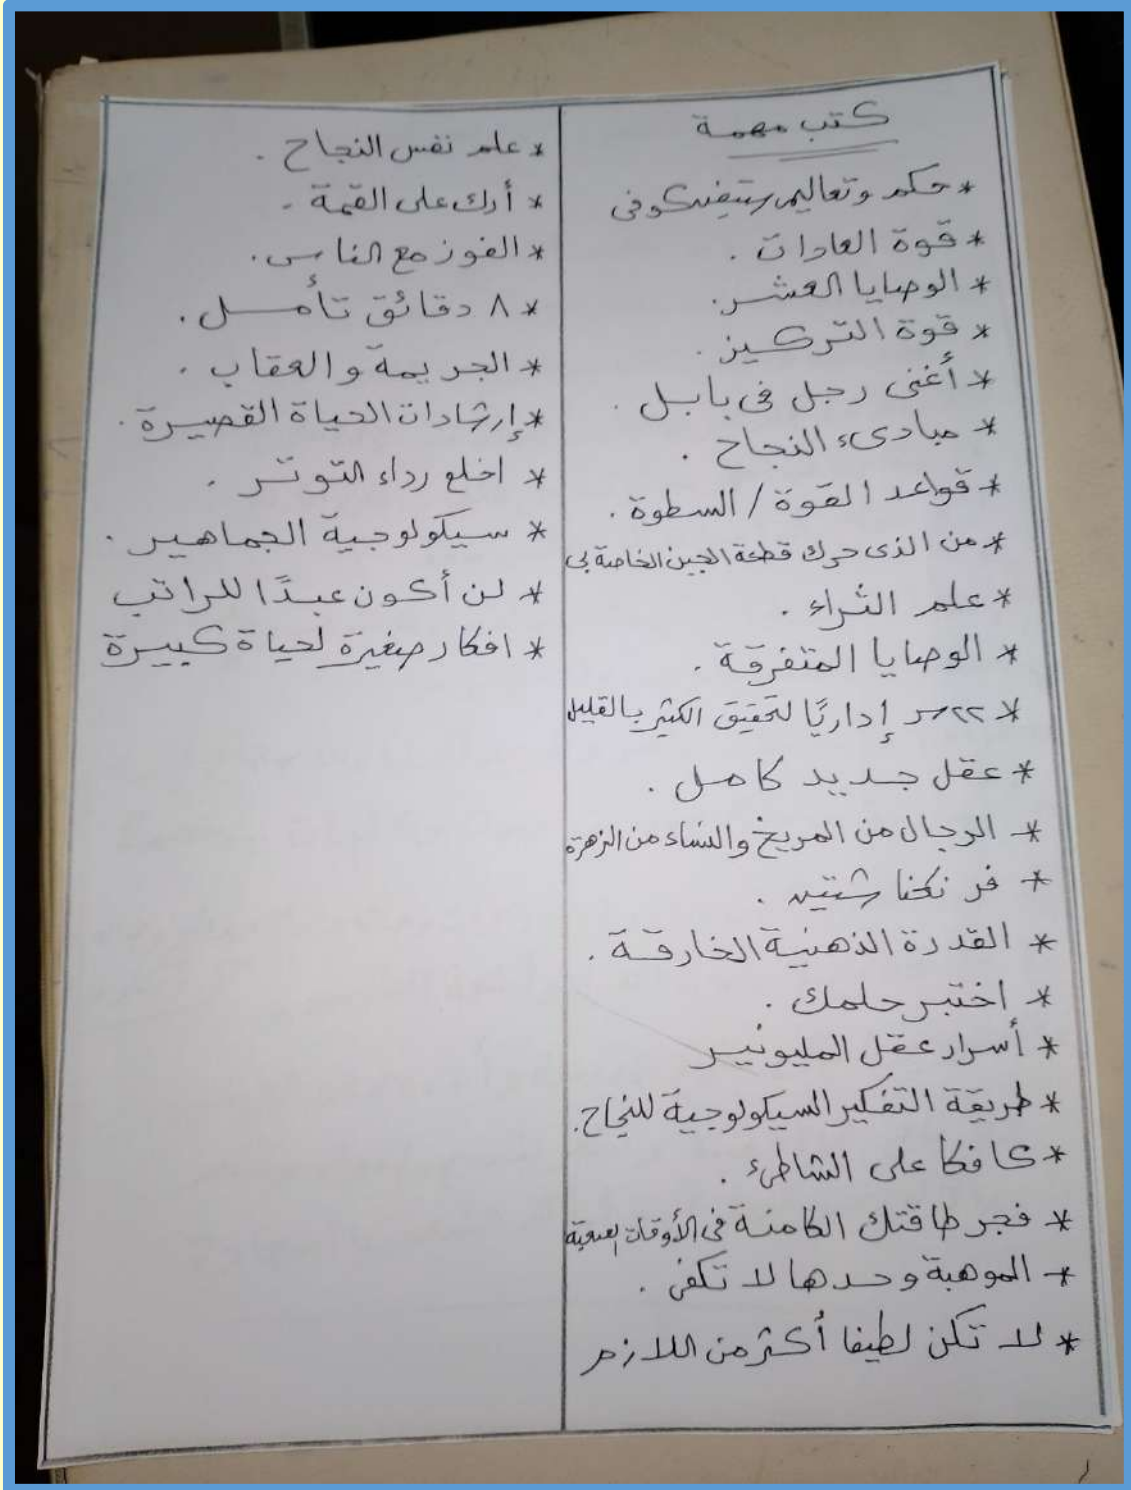 كتب مهمة
* حكم وتعاليم ستيفن كوفى
* قوة العادات .
* الوصايا العشر .
* قوة التركيز .
* أغنى رجل فى بابل .
* مبادىء النجاح .
* قواعد القوة / السطوة .
* من الذى حرك قطعة الجبن الخاصة بى
* علم الثراء .
* الوصايا المتفرقة .
* ٢٢ سر إداريًا لتحقيق الكثير بالقليل
* عقل جديد كامل .
* الرجال من المريخ والنساء من الزهرة
* فرنكنا شتين .
* القدرة الذهنية الخارقة .
* اختبر حلمك .
* أسرار عقل المليونير
* طريقة التفكير السيكولوجية للنجاح .
* كافكا على الشاطىء .
* فجر طاقتك الكامنة فى الأوقات الصعبة
* الموهبة وحدها لا تكفى .
* لا تكن لطيفا أكثر من اللازم
* علم نفس النجاح .
* أراك على القمة .
* الفوز مع الناس .
* ٨ دقائق تأمل .
* الجريمة والعقاب .
* إرشادات الحياة القصيرة .
* اخلع رداء التوتر .
* سيكولوجية الجماهير .
* لن أكون عبدًا للراتب
* افكار صغيرة لحياة كبيرة